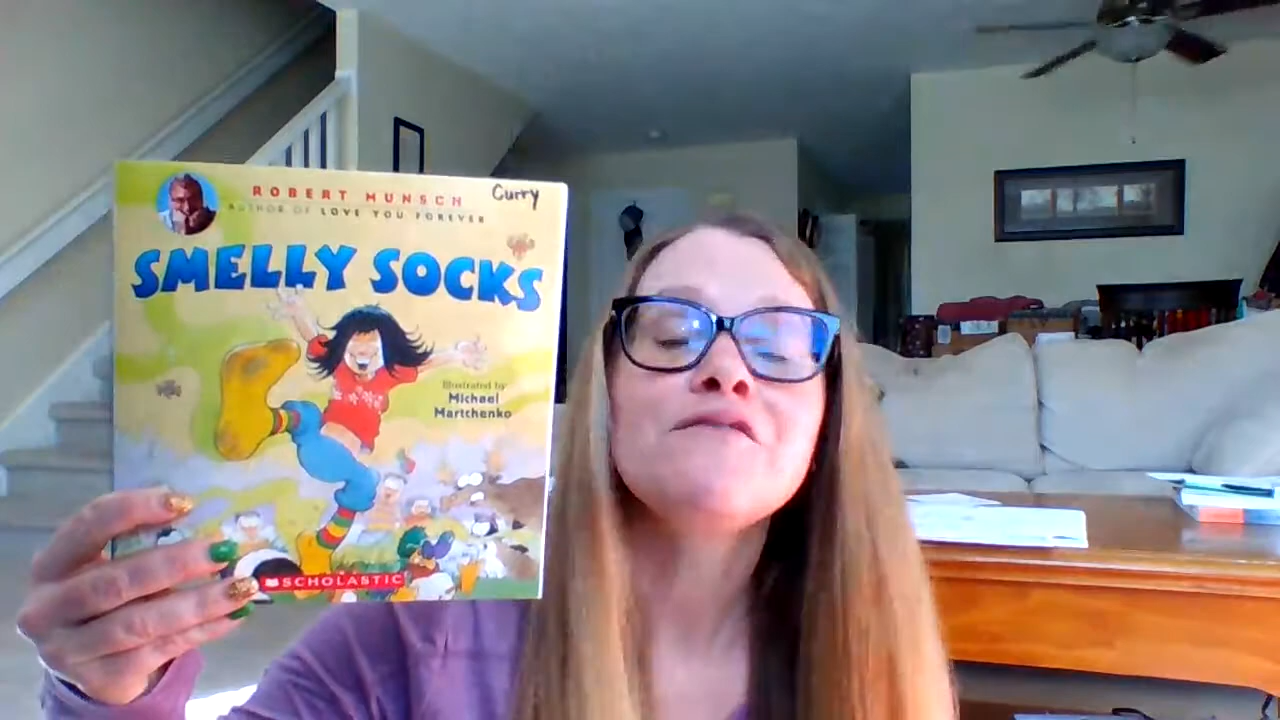 ROBERT MUNSCH
Curry
AUTHOR OF LOVE YOU FOREVER
SMELLY SOCKS
Illustrated by
Michael
Martchenko
SCHOLASTIC